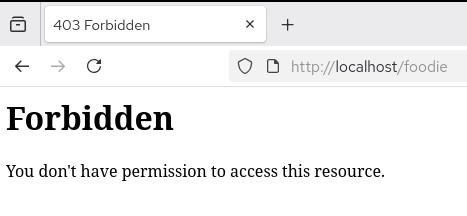 403 Forbidden
http://localhost/foodie
Forbidden
You don't have permission to access this resource.